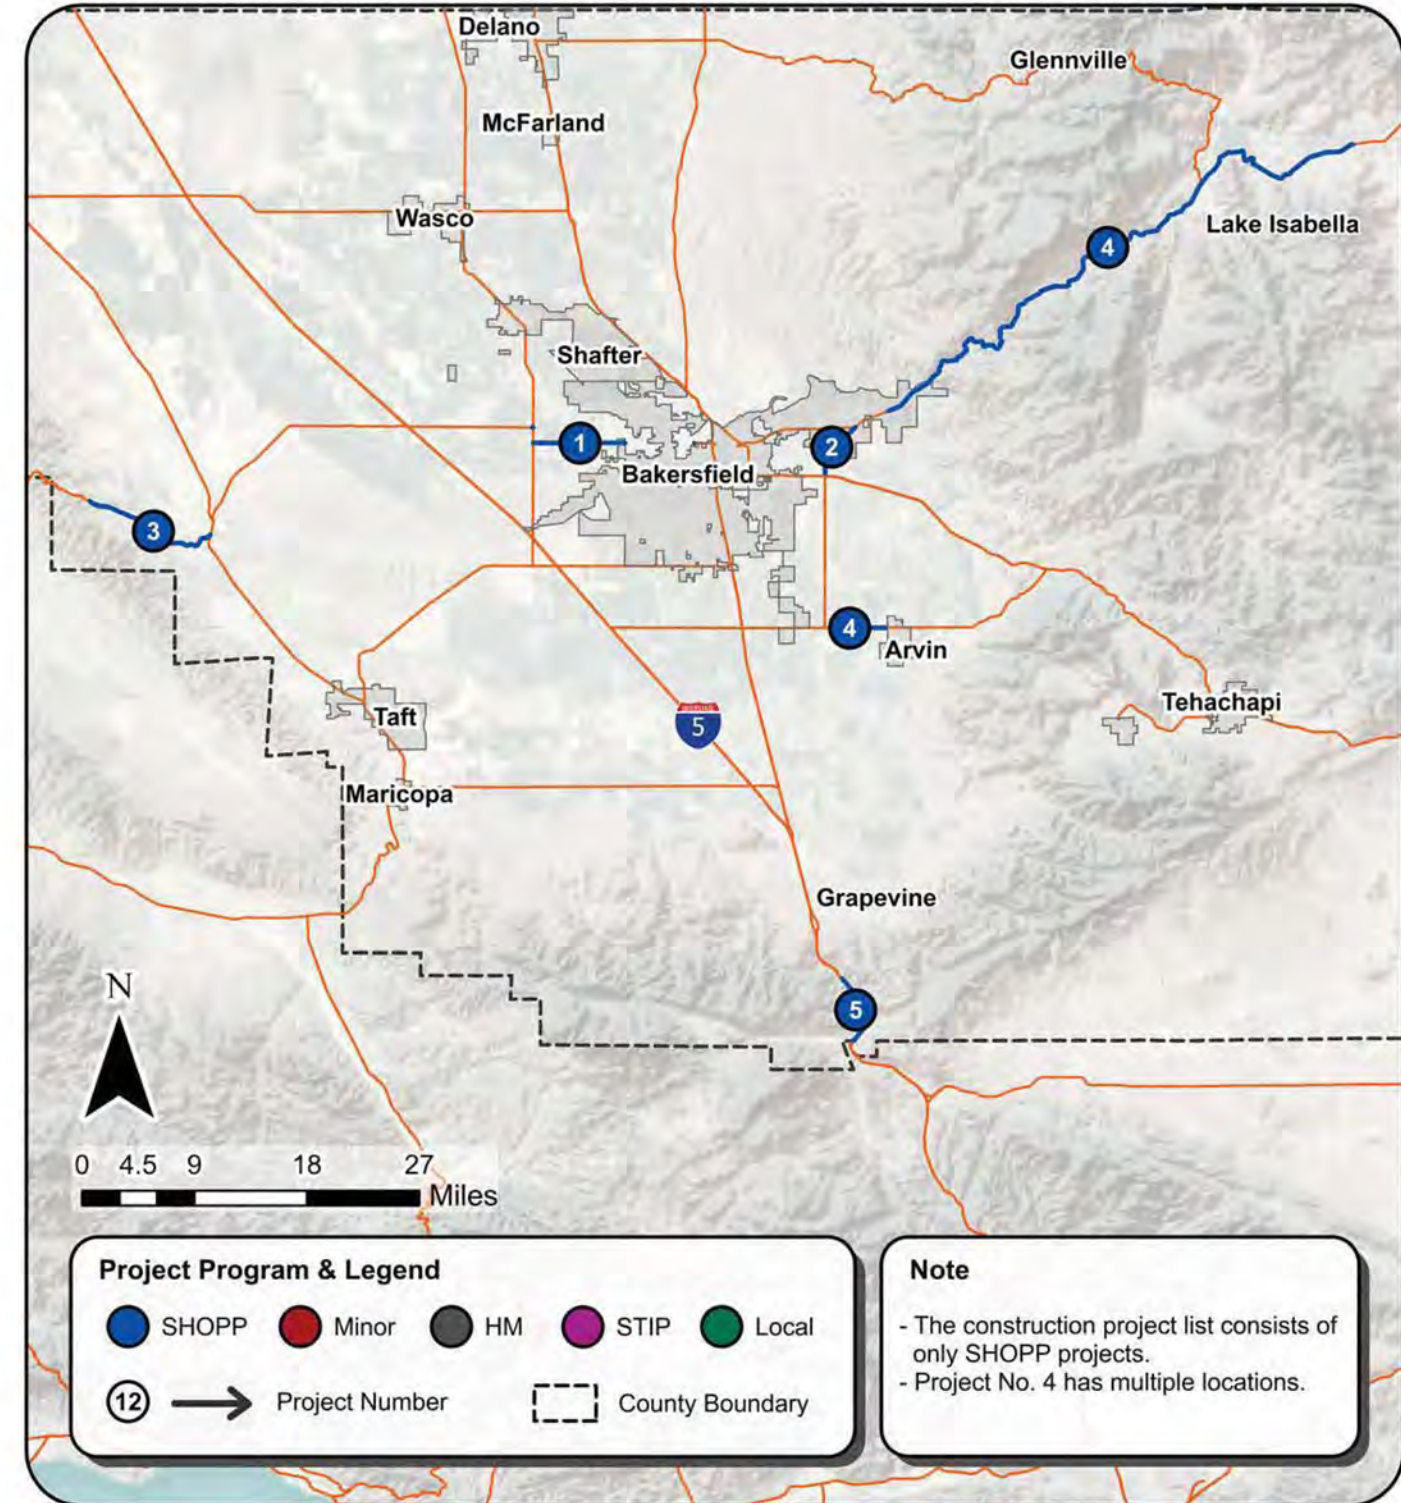 Delano
Glennville
McFarland
Wasco
Lake Isabella
4
Shafter
1
2
Bakersfield
3
4
Arvin
Tehachapi
Taft
5
Maricopa
Grapevine
N
5
0 4.5 9 18 27
Miles
Project Program & Legend
SHOPP Minor HM STIP Local
12 Project Number County Boundary
Note
- The construction project list consists of
only SHOPP projects.
- Project No. 4 has multiple locations.